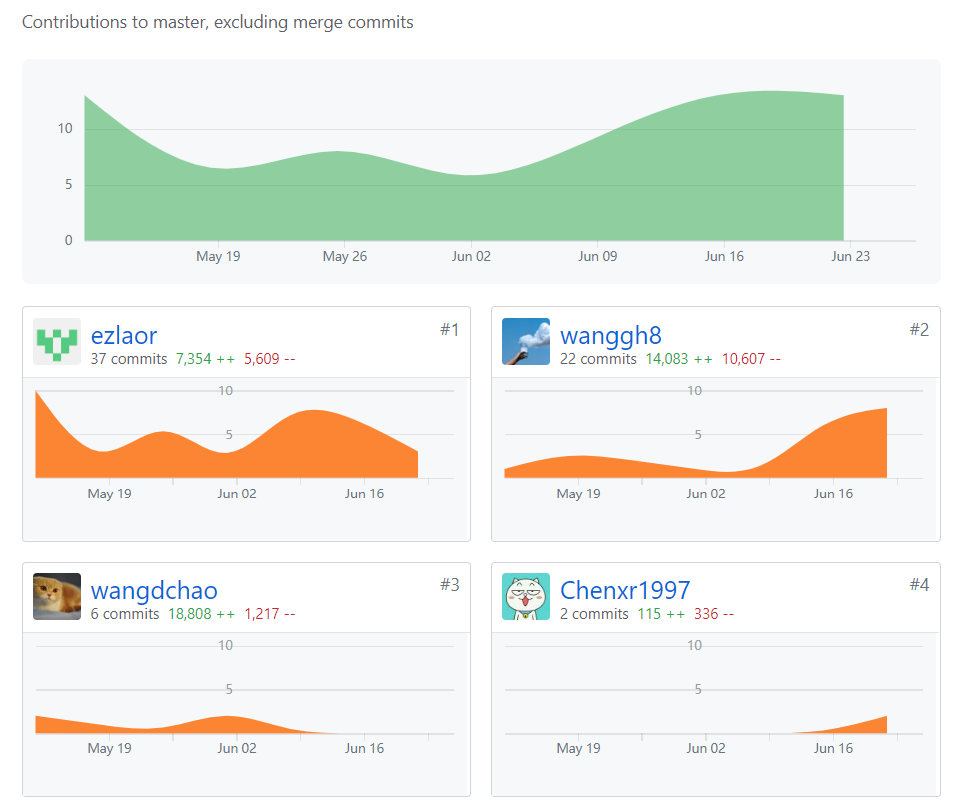 Contributions to master, excluding merge commits
10
5
0
May 19 May 26 Jun 02 Jun 09 Jun 16 Jun 23
ezlaor #1
37 commits 7,354 ++ 5,609 --
10
5
May 19 Jun 02 Jun 16
wanggh8 #2
22 commits 14,083 ++ 10,607 --
10
5
May 19 Jun 02 Jun 16
wangdchao #3
6 commits 18,808 ++ 1,217 --
10
5
May 19 Jun 02 Jun 16
Chenxr1997 #4
2 commits 115 ++ 336 --
10
5
May 19 Jun 02 Jun 16